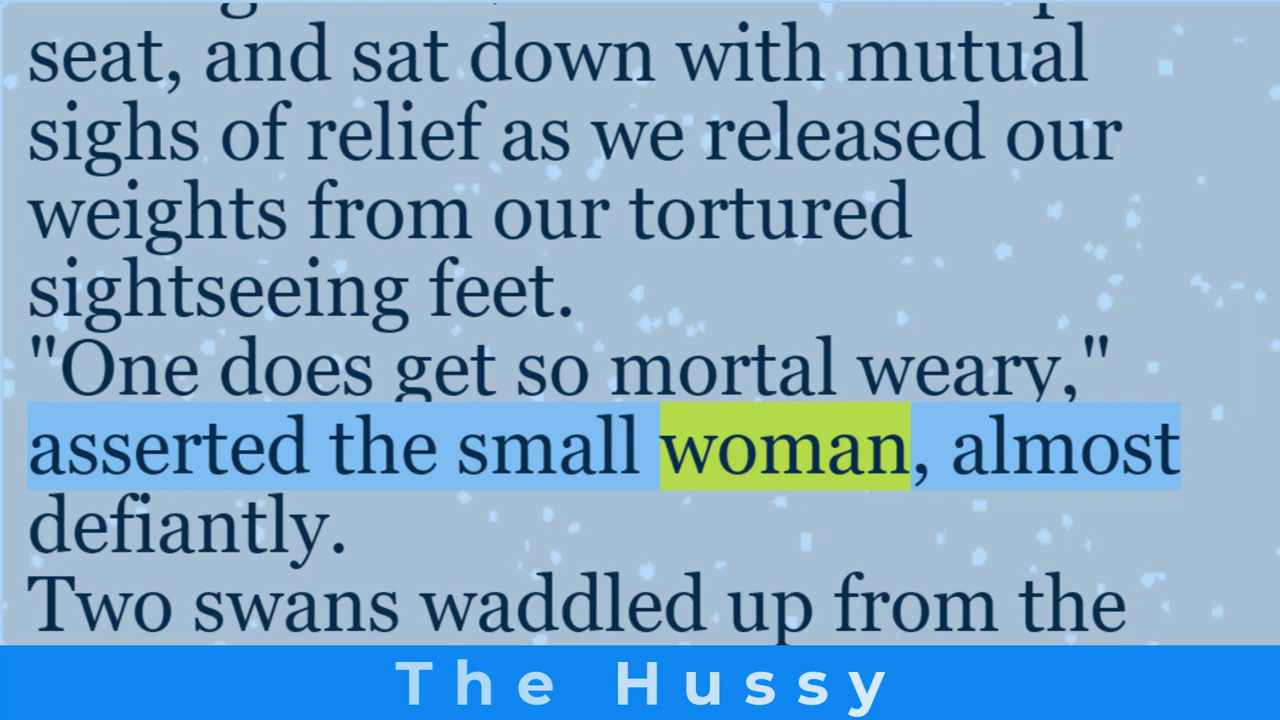 seat, and sat down with mutual
sighs of relief as we released our
weights from our tortured
sightseeing feet.
"One does get so mortal weary,"
asserted the small woman, almost
defiantly.
Two swans waddled up from the
The Hussy